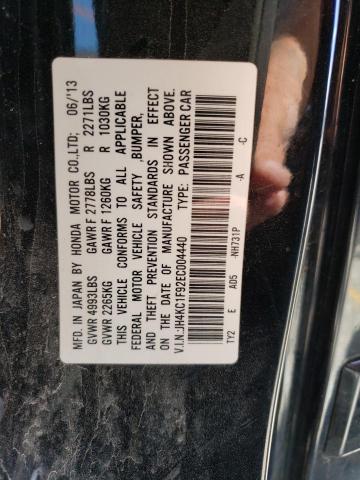 MFD. IN JAPAN BY HONDA MOTOR CO.,LTD; 06/'13
GVWR 4993LBS GAWR F 2778LBS R 2271LBS
GVWR 2265KG GAWR F 1260KG R 1030KG
THIS VEHICLE CONFORMS TO ALL APPLICABLE
FEDERAL MOTOR VEHICLE SAFETY ,BUMPER,
AND THEFT PREVENTION STANDARDS IN EFFECT
ON THE DATE OF MANUFACTURE SHOWN ABOVE.
V.I.N.:JH4KC1F92EC004440 TYPE: PASSENGER CAR
TY2 E AD5 -NH731P -A -C